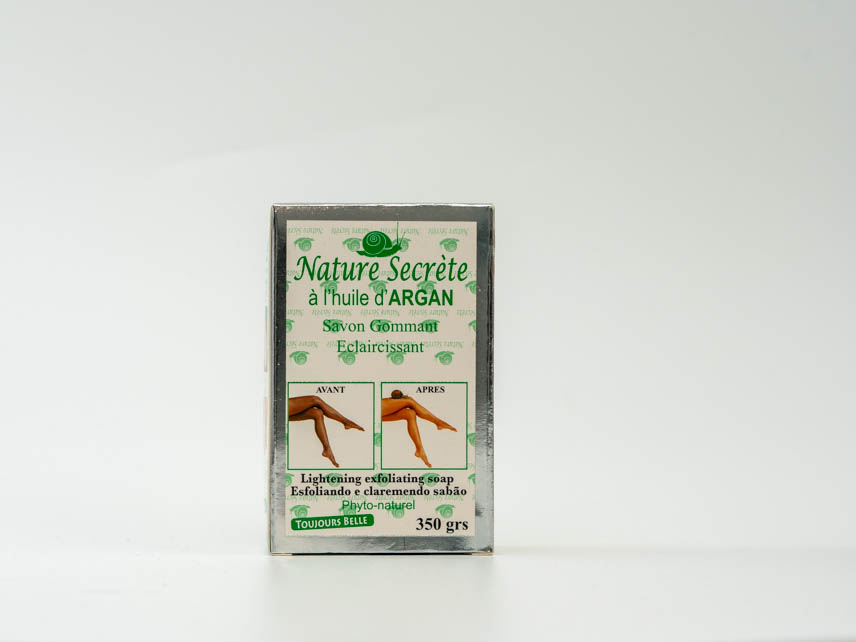 Nature Secrète
à l'huile d'ARGAN
Savon Gommant
Eclaircissant
AVANT
APRES
Lightening exfoliating soap
Esfoliando e claremendo sabão
Phyto-naturel
TOUJOURS BELLE
350 grs